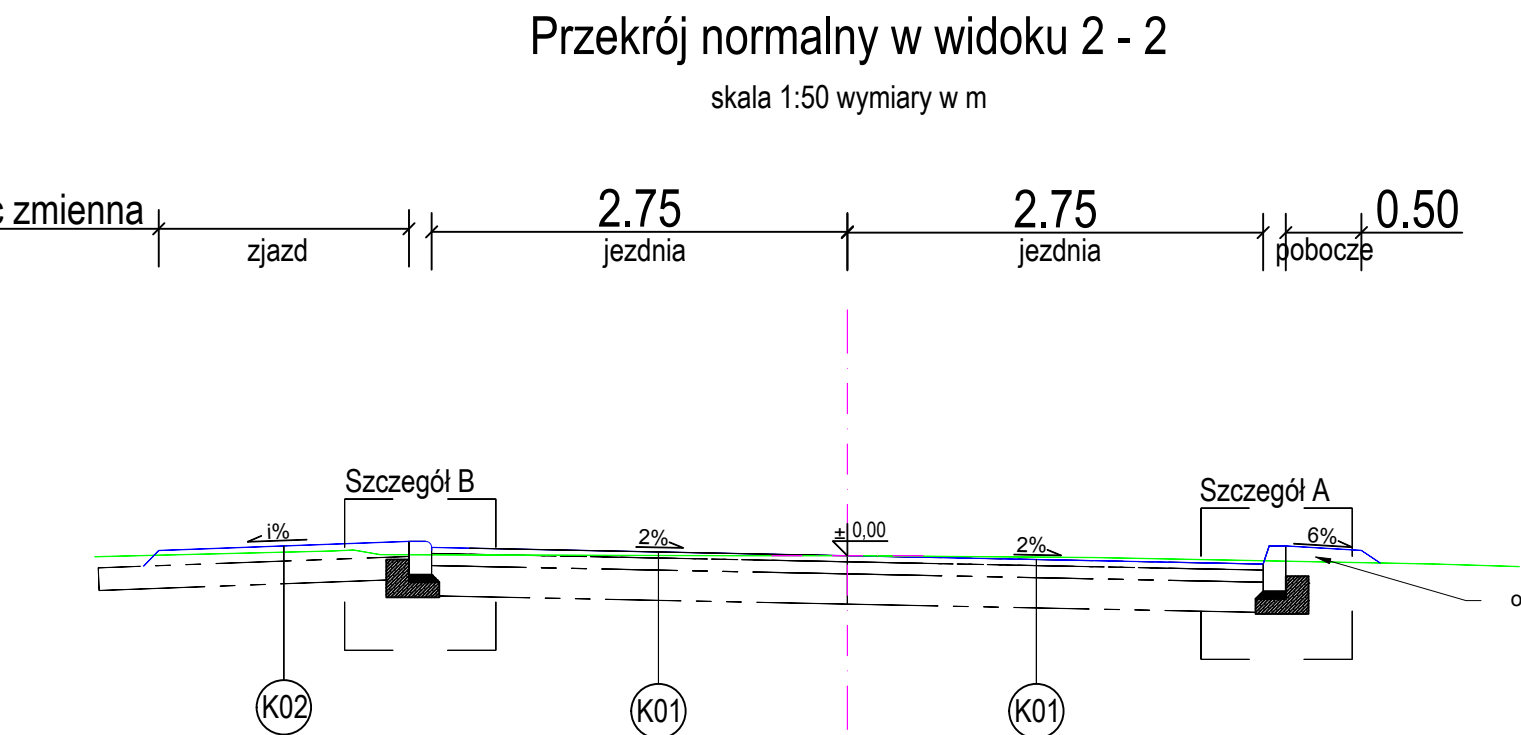 Przekrój normalny w widoku 2 - 2
skala 1:50 wymiary w m
zmienna 2.75 2.75 0.50
zjazd jezdnia jezdnia pobocze
Szczegół B Szczegół A
i% 2% ±0,00 2% 6%
K02 K01 K01